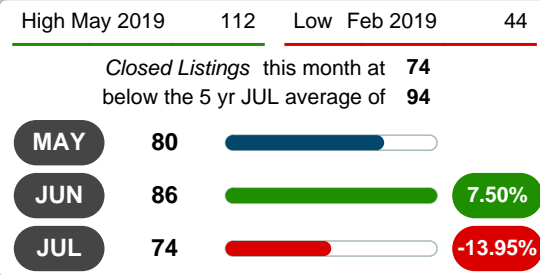 High May 2019 112 Low Feb 2019 44
Closed Listings this month at 74
below the 5 yr JUL average of 94
MAY 80
JUN 86 7.50%
JUL 74 -13.95%